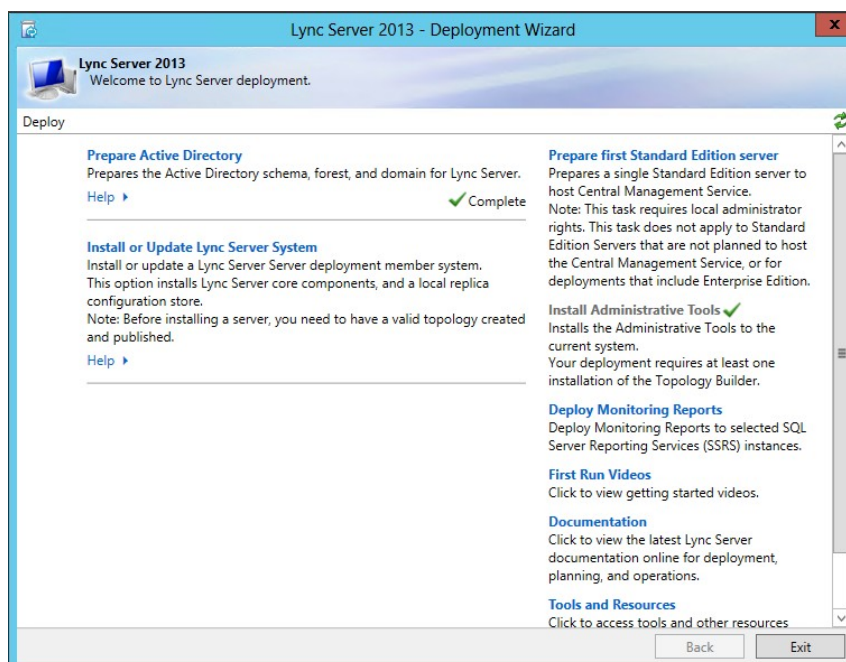 Lync Server 2013 - Deployment Wizard
x
Lync Server 2013
Welcome to Lync Server deployment.
Deploy
Prepare Active Directory
Prepares the Active Directory schema, forest, and domain for Lync Server.
Help
Complete
Install or Update Lync Server System
Install or update a Lync Server Server deployment member system.
This option installs Lync Server core components, and a local replica
configuration store.
Note: Before installing a server, you need to have a valid topology created
and published.
Help
Prepare first Standard Edition server
Prepares a single Standard Edition server to
host Central Management Service.
Note: This task requires local administrator
rights. This task does not apply to Standard
Edition Servers that are not planned to host
the Central Management Service, or for
deployments that include Enterprise Edition.
Install Administrative Tools
Installs the Administrative Tools to the
current system.
Your deployment requires at least one
installation of the Topology Builder.
Deploy Monitoring Reports
Deploy Monitoring Reports to selected SQL
Server Reporting Services (SSRS) instances.
First Run Videos
Click to view getting started videos.
Documentation
Click to view the latest Lync Server
documentation online for deployment,
planning, and operations.
Tools and Resources
Click to access tools and other resources
Back
Exit